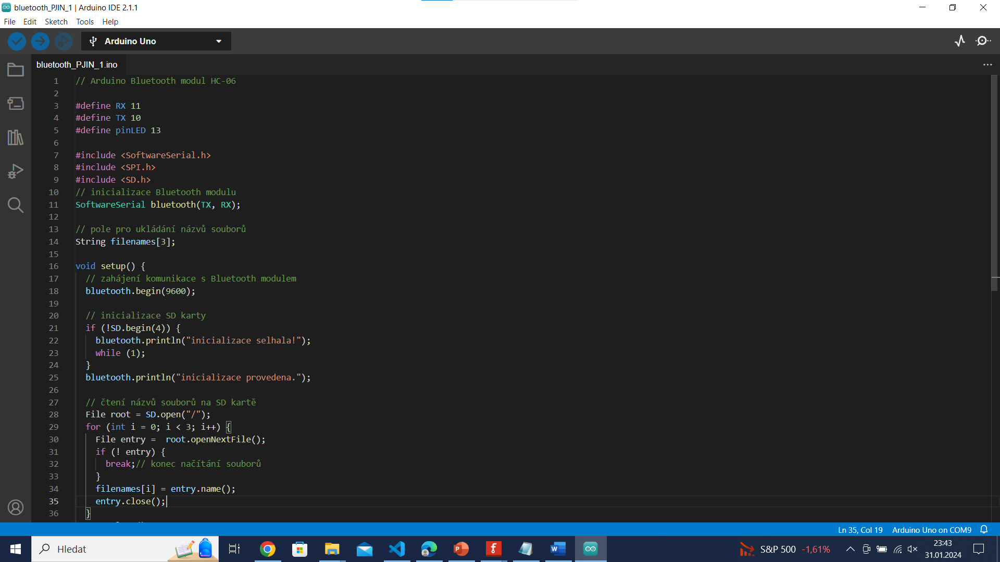 bluetooth_PJIN_1 | Arduino IDE 2.1.1
File Edit Sketch Tools Help
Arduino Uno
bluetooth_PJIN_1.ino
1 // Arduino Bluetooth modul HC-06
2
3 #define RX 11
4 #define TX 10
5 #define pinLED 13
6
7 #include <SoftwareSerial.h>
8 #include <SPI.h>
9 #include <SD.h>
10 // inicializace Bluetooth modulu
11 SoftwareSerial bluetooth(TX, RX);
12
13 // pole pro ukládání názvů souborů
14 String filenames[3];
15
16 void setup() {
17 // zahájení komunikace s Bluetooth modulem
18 bluetooth.begin(9600);
19
20 // inicializace SD karty
21 if (!SD.begin(4)) {
22 bluetooth.println("inicializace selhala!");
23 while (1);
24 }
25 bluetooth.println("inicializace provedena.");
26
27 // čtení názvů souborů na SD kartě
28 File root = SD.open("/");
29 for (int i = 0; i < 3; i++) {
30 File entry =  root.openNextFile();
31 if (! entry) {
32 break;// konec načítání souborů
33 }
34 filenames[i] = entry.name();
35 entry.close();
36 }
Ln 35, Col 19 Arduino Uno on COM9
Hledat
S&P 500 -1,61%
23:43
31.01.2024